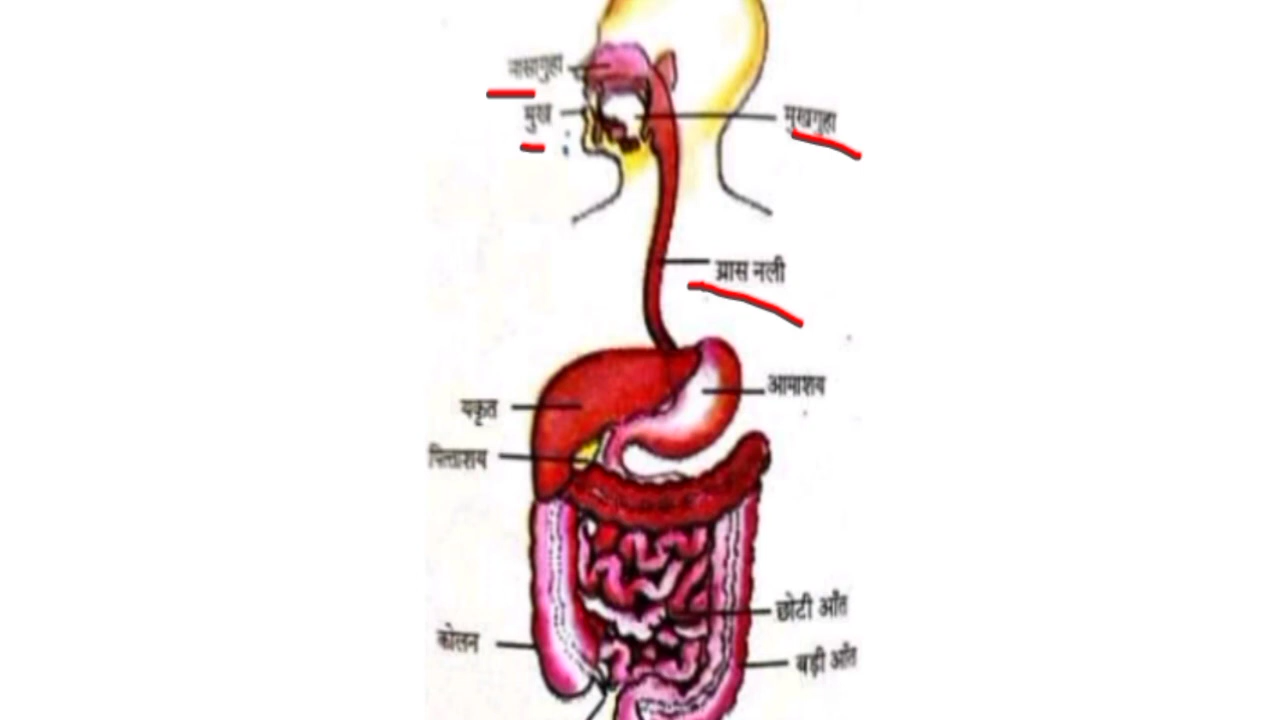 नासागुहा
मुख
मुखगुहा
ग्रास नली
आमाशय
यकृत
पित्ताशय
छोटी आँत
कोलन
बड़ी आँत